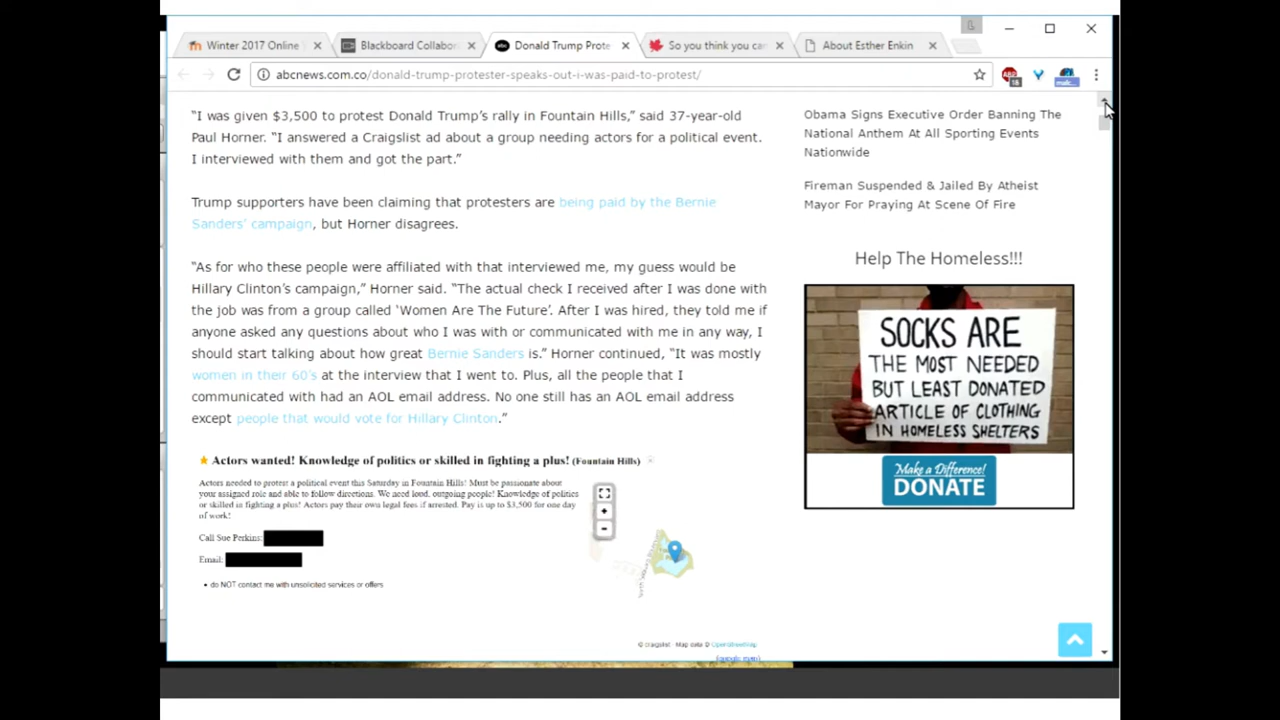 Winter 2017 Online
Blackboard Collabor
Donald Trump Prote
So you think you can
About Esther Enkin
abcnews.com.co/donald-trump-protester-speaks-out-i-was-paid-to-protest/
“I was given $3,500 to protest Donald Trump’s rally in Fountain Hills,” said 37-year-old
Paul Horner. “I answered a Craigslist ad about a group needing actors for a political event.
I interviewed with them and got the part.”
Trump supporters have been claiming that protesters are being paid by the Bernie
Sanders’ campaign, but Horner disagrees.
“As for who these people were affiliated with that interviewed me, my guess would be
Hillary Clinton’s campaign,” Horner said. “The actual check I received after I was done with
the job was from a group called ‘Women Are The Future’. After I was hired, they told me if
anyone asked any questions about who I was with or communicated with me in any way, I
should start talking about how great Bernie Sanders is.” Horner continued, “It was mostly
women in their 60’s at the interview that I went to. Plus, all the people that I
communicated with had an AOL email address. No one still has an AOL email address
except people that would vote for Hillary Clinton.”
Actors wanted! Knowledge of politics or skilled in fighting a plus! (Fountain Hills)
Actors needed to protest a political event this Saturday in Fountain Hills! Must be passionate about
your assigned role and able to follow directions. We need loud, outgoing people! Knowledge of politics
or skilled in fighting a plus! Actors pay their own legal fees if arrested. Pay is up to $3,500 for one day
of work!
Call Sue Perkins:
Email:
• do NOT contact me with unsolicited services or offers
© craigslist - Map data © OpenStreetMap
(google map)
Obama Signs Executive Order Banning The
National Anthem At All Sporting Events
Nationwide
Fireman Suspended & Jailed By Atheist
Mayor For Praying At Scene Of Fire
Help The Homeless!!!
SOCKS ARE
THE MOST NEEDED
BUT LEAST DONATED
ARTICLE OF CLOTHING
IN HOMELESS SHELTERS
Make a Difference!
DONATE